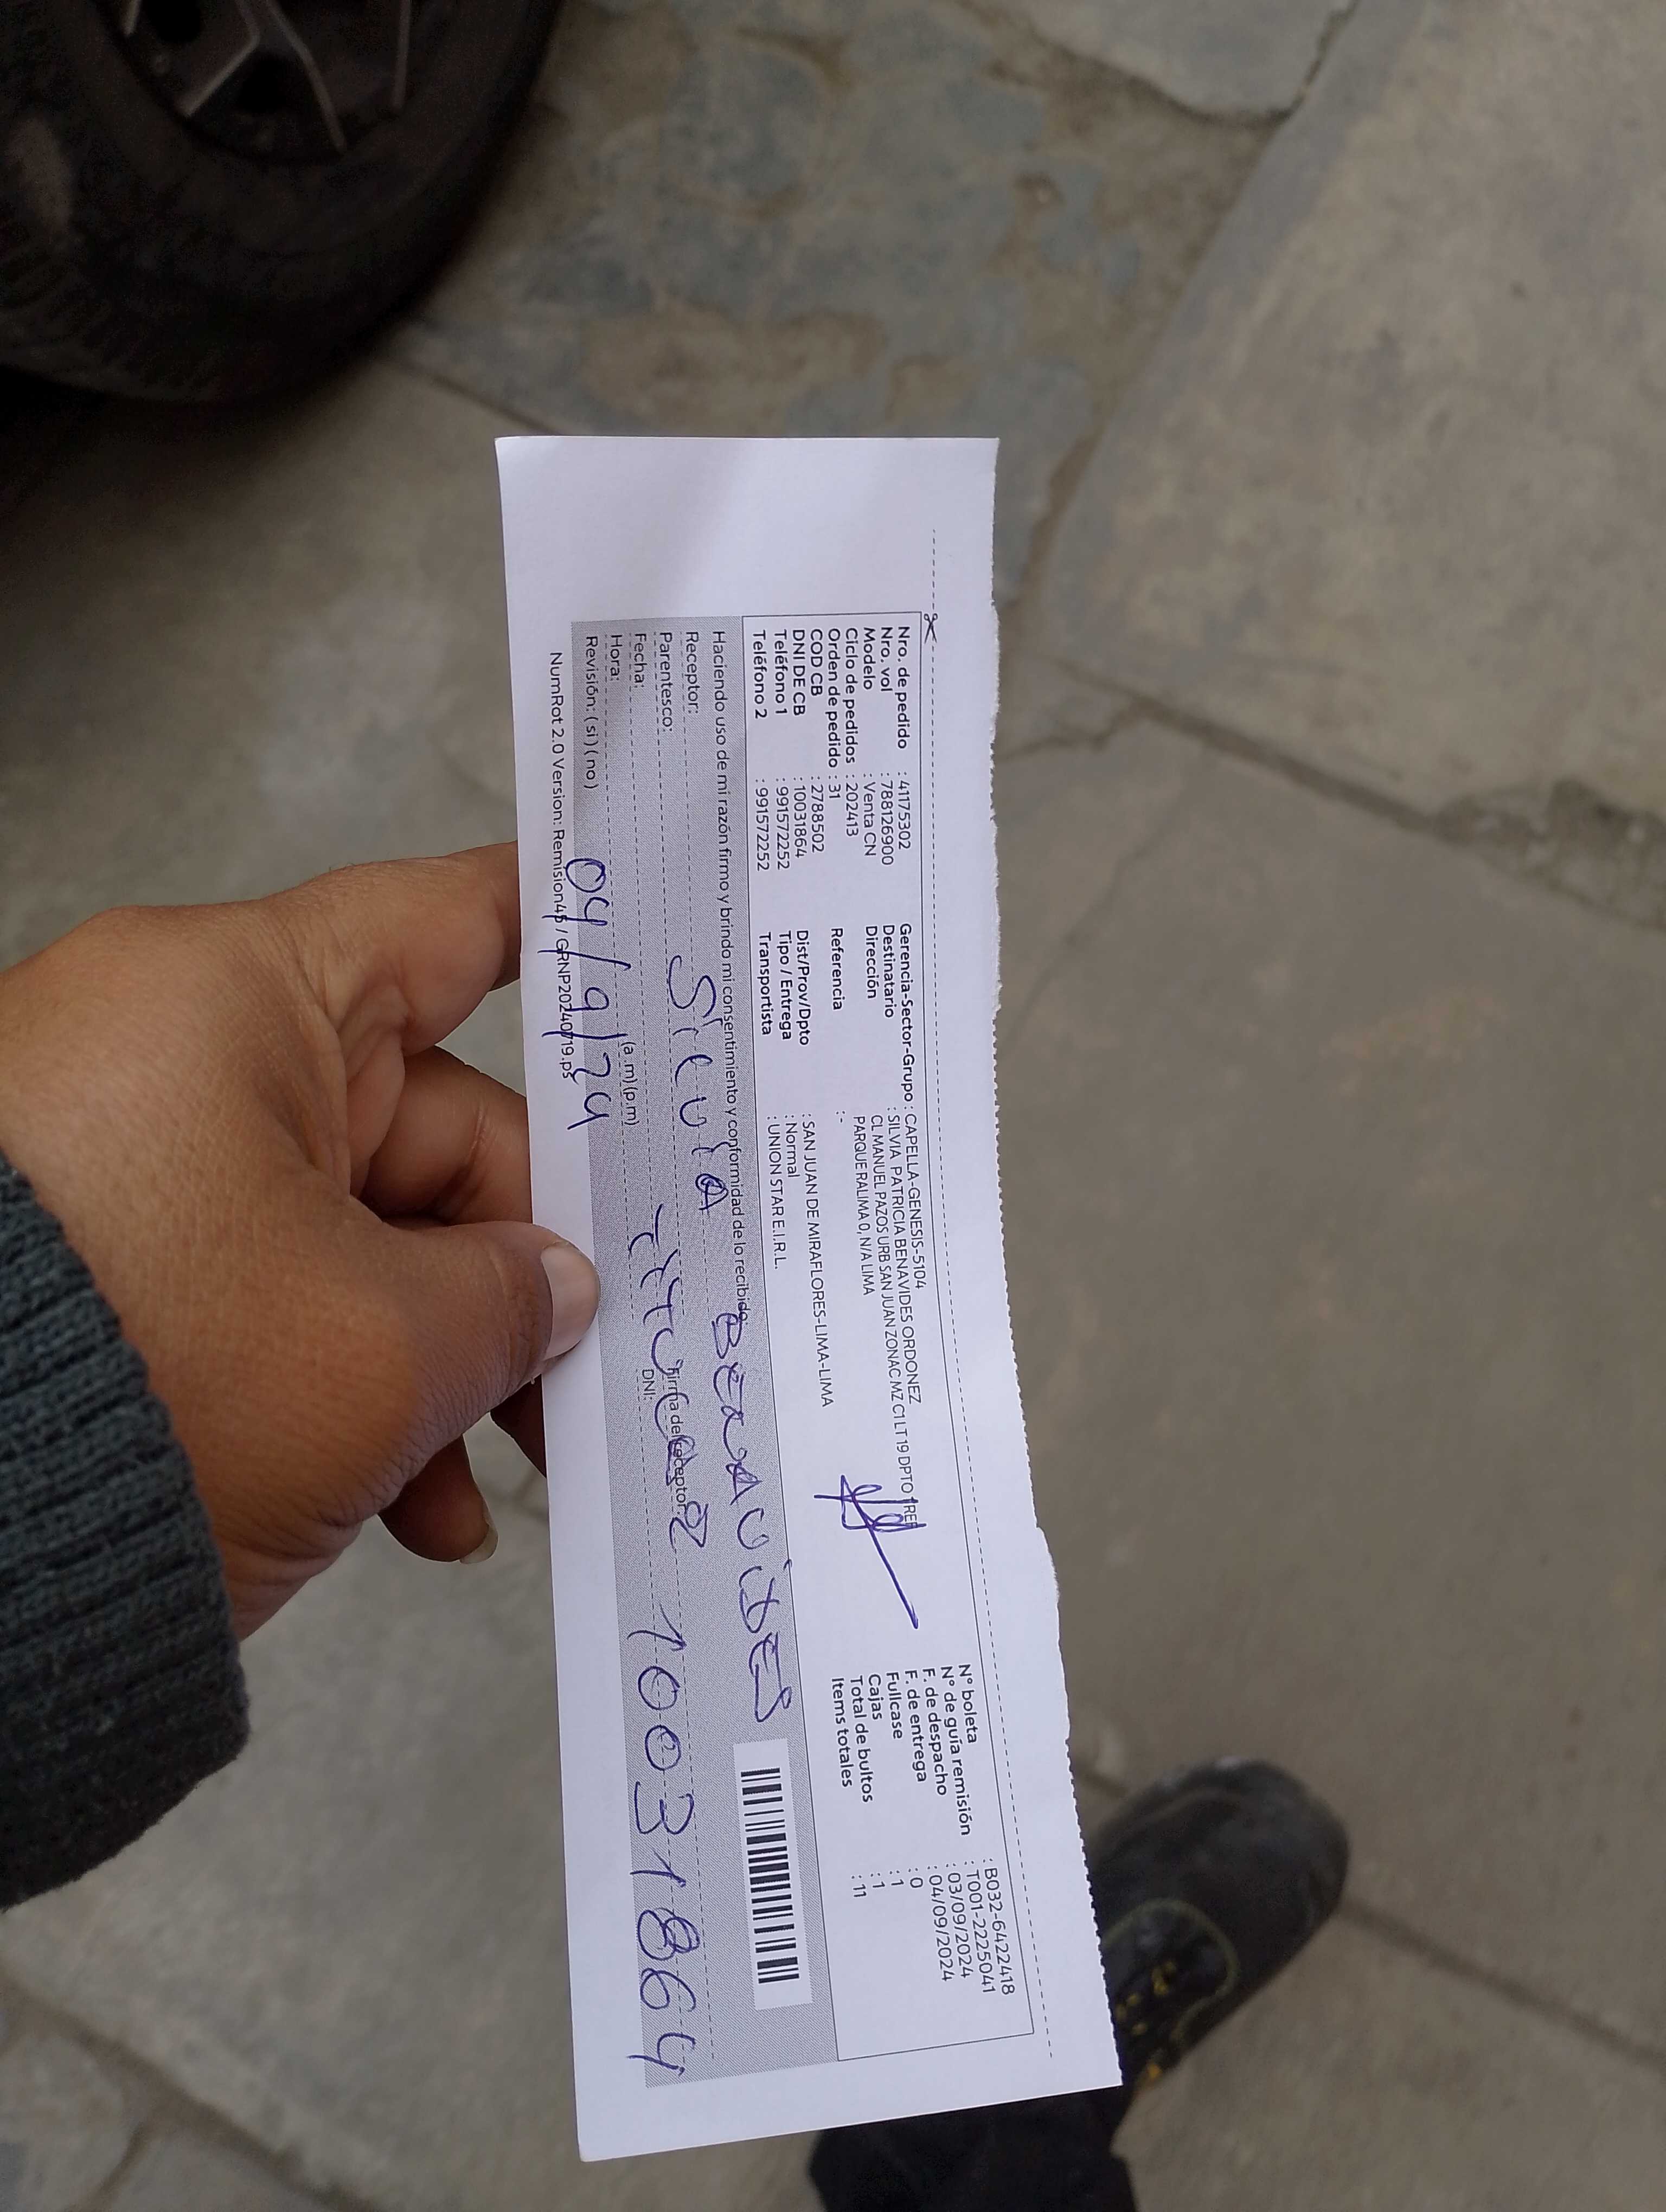 Nro. de pedido : 41175302
Nro. vol : 788126900
Modelo : Venta CN
Ciclo de pedidos : 202413
Orden de pedido : 31
COD CB : 2788502
DNI DE CB : 10031864
Teléfono 1 : 991572252
Teléfono 2 : 991572252
Gerencia-Sector-Grupo : CAPELLA-GENESIS-5104
Destinatario : SILVIA PATRICIA BENAVIDES ORDONEZ
Dirección CL MANUEL PAZOS URB SAN JUAN ZONA C MZ C1 LT 19 DPTO 1 REF
PARQUE RALIMA 0, N/A LIMA
Referencia :-
Dist/Prov/Dpto : SAN JUAN DE MIRAFLORES-LIMA-LIMA
Tipo / Entrega : Normal
Transportista : UNION STAR E.I.R.L.
N° boleta : B032-6422418
N° de guía remisión : T001-2225041
F. de despacho : 03/09/2024
F. de entrega : 04/09/2024
Fullcase : 0
Cajas : 1
Total de bultos : 1
Items totales : 11
Haciendo uso de mi razón firmo y brindo mi consentimiento y conformidad de lo recibido.
Receptor: Silvia Benavides
Parentesco: Titular 10031864
Firma del receptor
Fecha: DNI:
Hora: (a.m) (p.m)
04/9/24
Revisión: ( si ) ( no )
NumRot 2.0 Version: Remision45 / GRNP20240719.ps